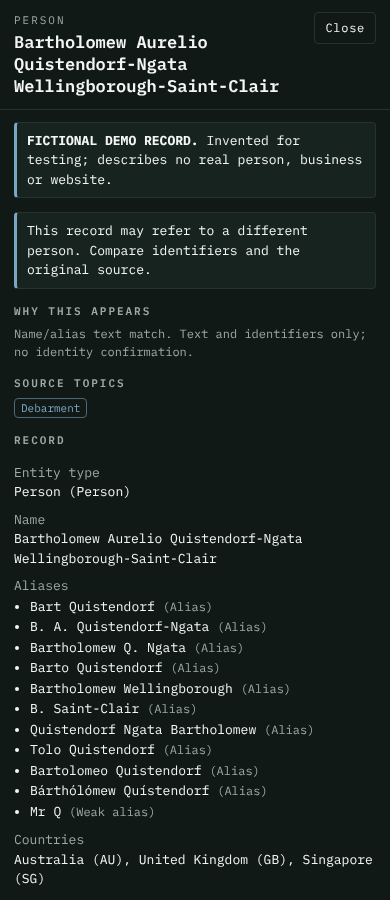 PERSON
Close
Bartholomew Aurelio
Quistendorf-Ngata
Wellingborough-Saint-Clair
FICTIONAL DEMO RECORD. Invented for
testing; describes no real person, business
or website.
This record may refer to a different
person. Compare identifiers and the
original source.
WHY THIS APPEARS
Name/alias text match. Text and identifiers only;
no identity confirmation.
SOURCE TOPICS
Debarment
RECORD
Entity type
Person (Person)
Name
Bartholomew Aurelio Quistendorf-Ngata
Wellingborough-Saint-Clair
Aliases
• Bart Quistendorf (Alias)
• B. A. Quistendorf-Ngata (Alias)
• Bartholomew Q. Ngata (Alias)
• Barto Quistendorf (Alias)
• Bartholomew Wellingborough (Alias)
• B. Saint-Clair (Alias)
• Quistendorf Ngata Bartholomew (Alias)
• Tolo Quistendorf (Alias)
• Bartolomeo Quistendorf (Alias)
• Bárthólómew Quístendorf (Alias)
• Mr Q (Weak alias)
Countries
Australia (AU), United Kingdom (GB), Singapore
(SG)